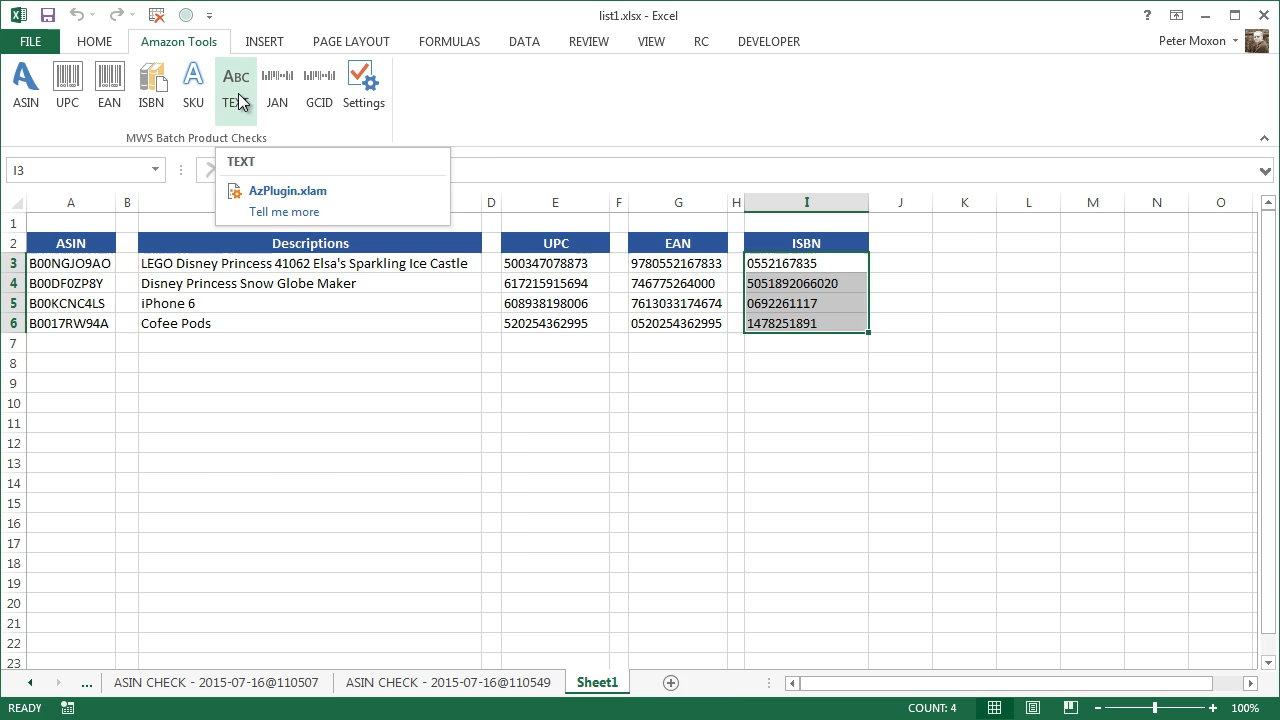 list1.xlsx - Excel
?
FILE HOME Amazon Tools INSERT PAGE LAYOUT FORMULAS DATA REVIEW VIEW RC DEVELOPER Peter Moxon
ABC
ASIN UPC EAN ISBN SKU TEXT JAN GCID Settings
MWS Batch Product Checks
TEXT
AzPlugin.xlam
Tell me more
I3
A B D E F G H I J K L M N O
1
2 ASIN Descriptions UPC EAN ISBN
3 B00NGJO9AO LEGO Disney Princess 41062 Elsa's Sparkling Ice Castle 500347078873 9780552167833 0552167835
4 B00DF0ZP8Y Disney Princess Snow Globe Maker 617215915694 746775264000 5051892066020
5 B00KCNC4LS iPhone 6 608938198006 7613033174674 0692261117
6 B0017RW94A Cofee Pods 520254362995 0520254362995 1478251891
7
8
9
10
11
12
13
14
15
16
17
18
19
20
21
22
23
... ASIN CHECK - 2015-07-16@110507 ASIN CHECK - 2015-07-16@110549 Sheet1
READY COUNT: 4 100%